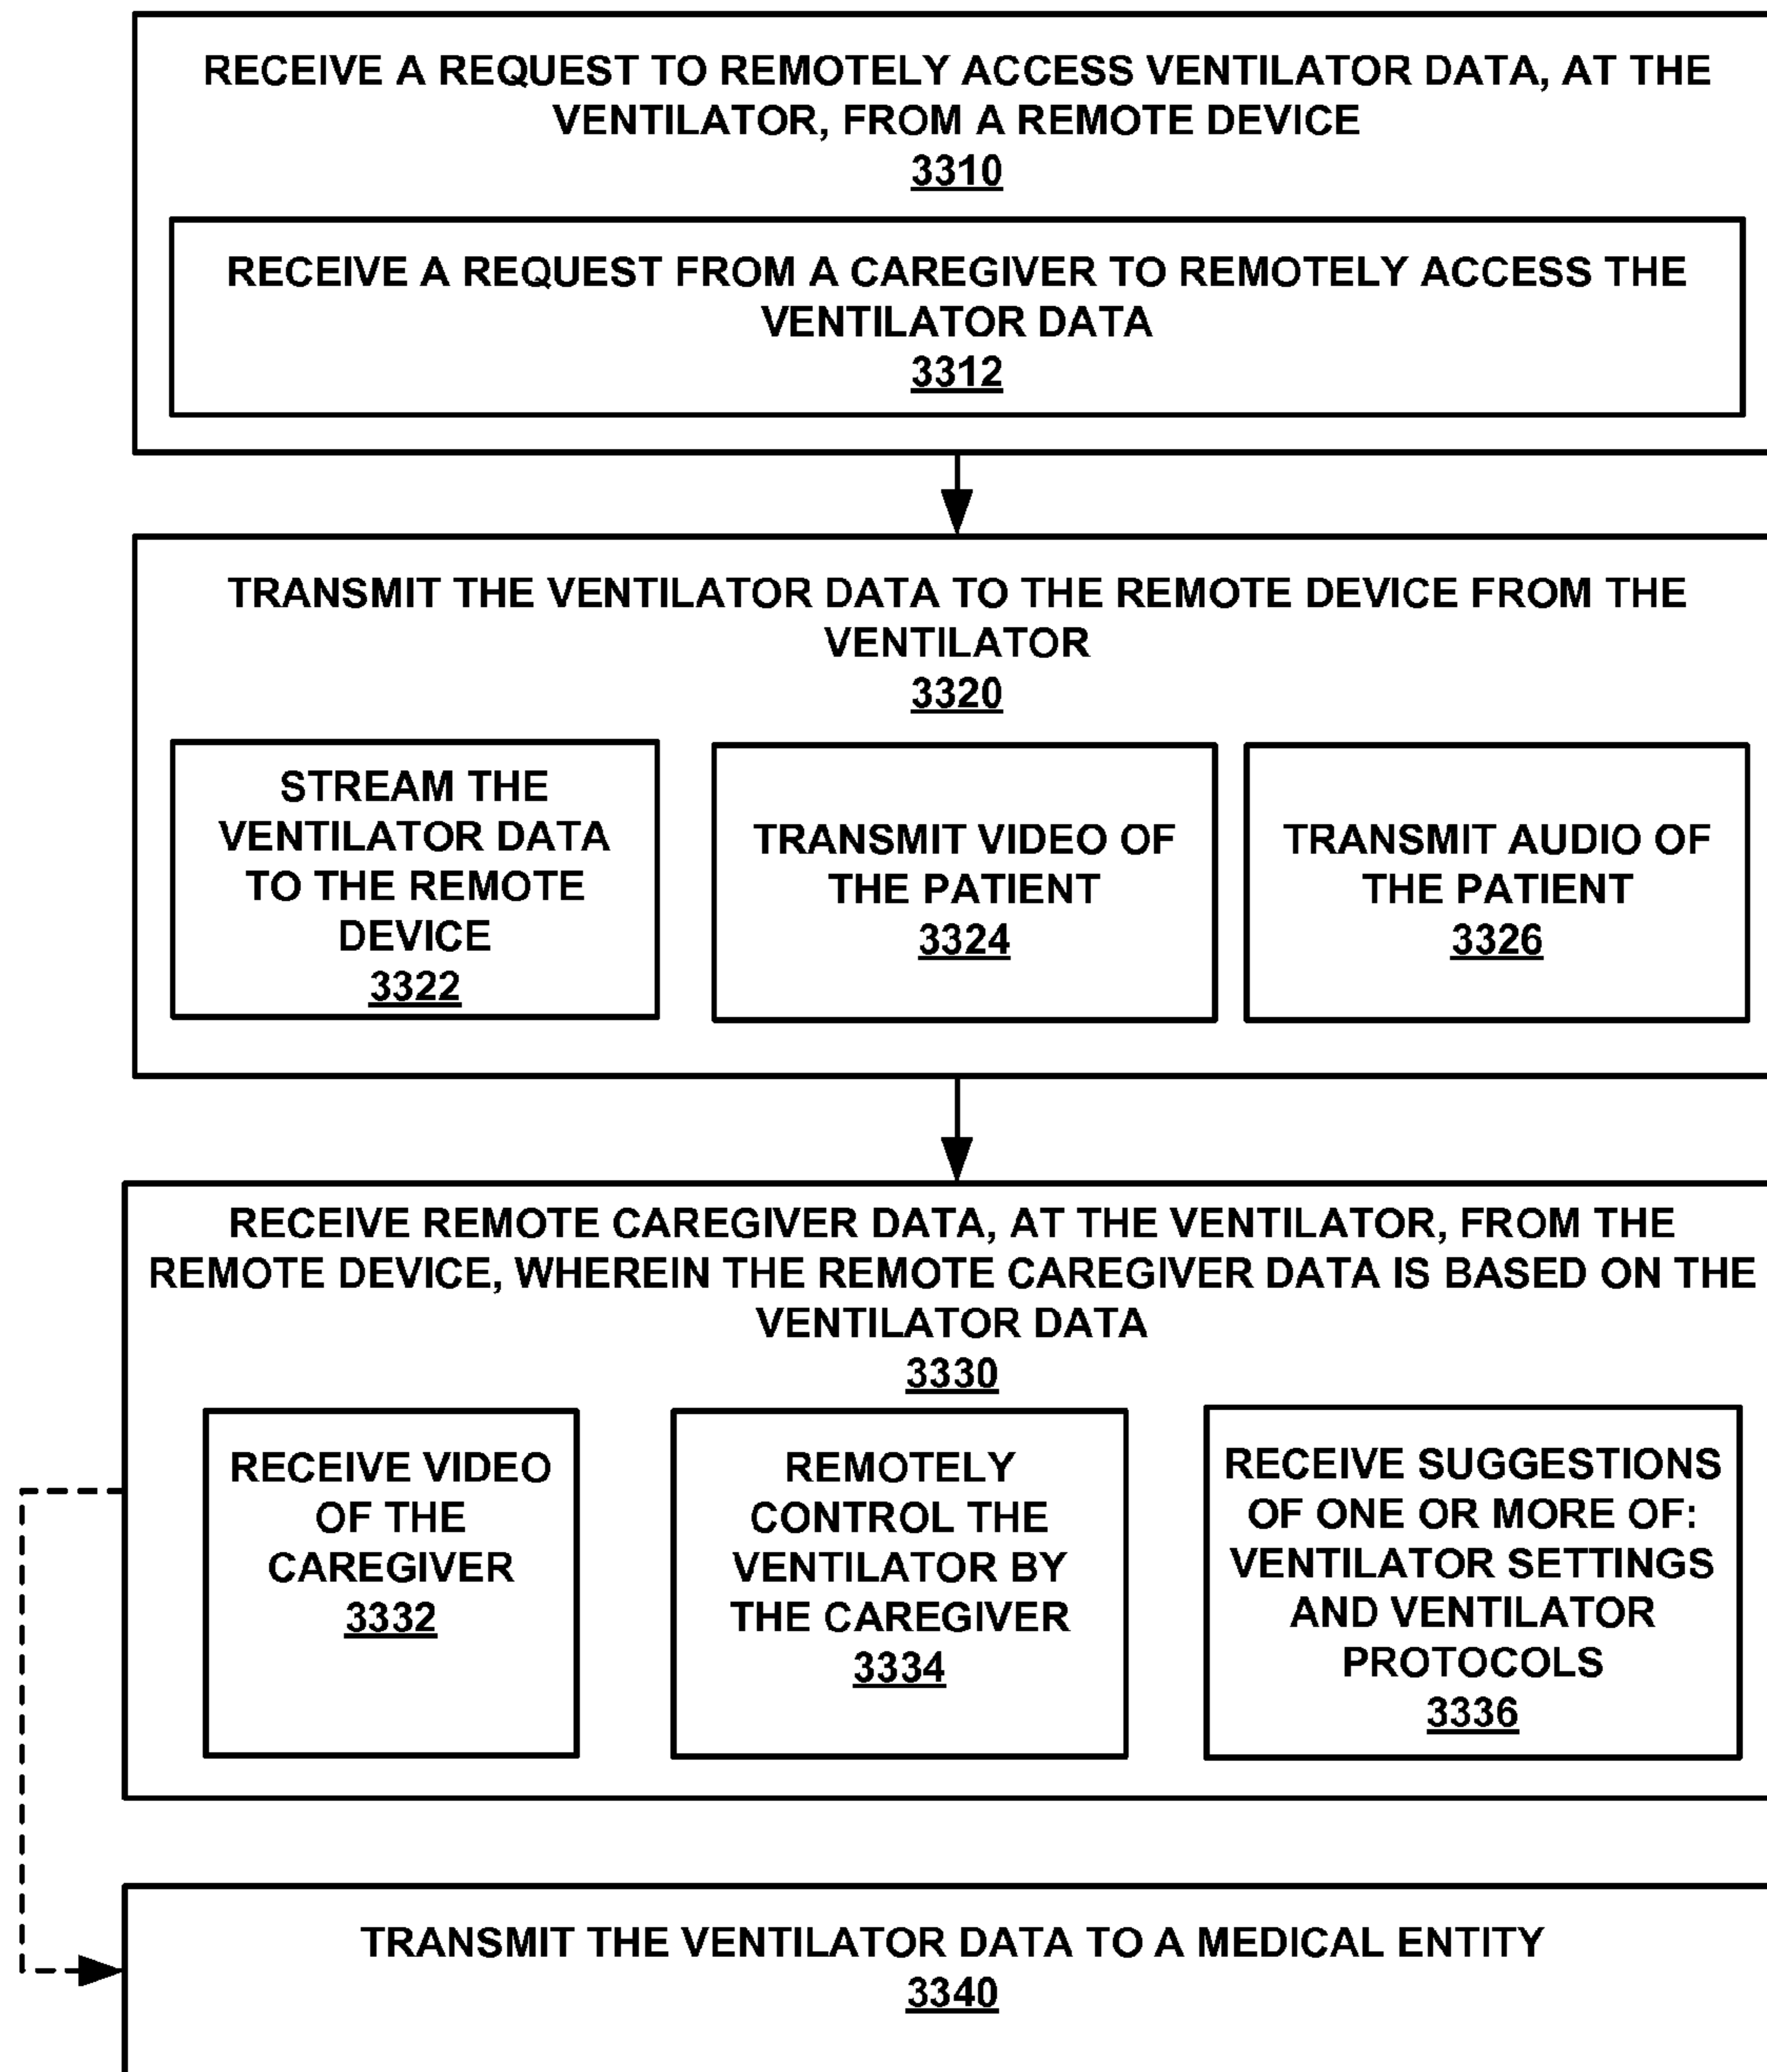 RECEIVE A REQUEST TO REMOTELY ACCESS VENTILATOR DATA, AT THE
VENTILATOR, FROM A REMOTE DEVICE
3310
RECEIVE A REQUEST FROM A CAREGIVER TO REMOTELY ACCESS THE
VENTILATOR DATA
3312
TRANSMIT THE VENTILATOR DATA TO THE REMOTE DEVICE FROM THE
VENTILATOR
3320
STREAM THE
VENTILATOR DATA
TO THE REMOTE
DEVICE
3322
TRANSMIT VIDEO OF
THE PATIENT
3324
TRANSMIT AUDIO OF
THE PATIENT
3326
RECEIVE REMOTE CAREGIVER DATA, AT THE VENTILATOR, FROM THE
REMOTE DEVICE, WHEREIN THE REMOTE CAREGIVER DATA IS BASED ON THE
VENTILATOR DATA
3330
RECEIVE VIDEO
OF THE
CAREGIVER
3332
REMOTELY
CONTROL THE
VENTILATOR BY
THE CAREGIVER
3334
RECEIVE SUGGESTIONS
OF ONE OR MORE OF:
VENTILATOR SETTINGS
AND VENTILATOR
PROTOCOLS
3336
TRANSMIT THE VENTILATOR DATA TO A MEDICAL ENTITY
3340